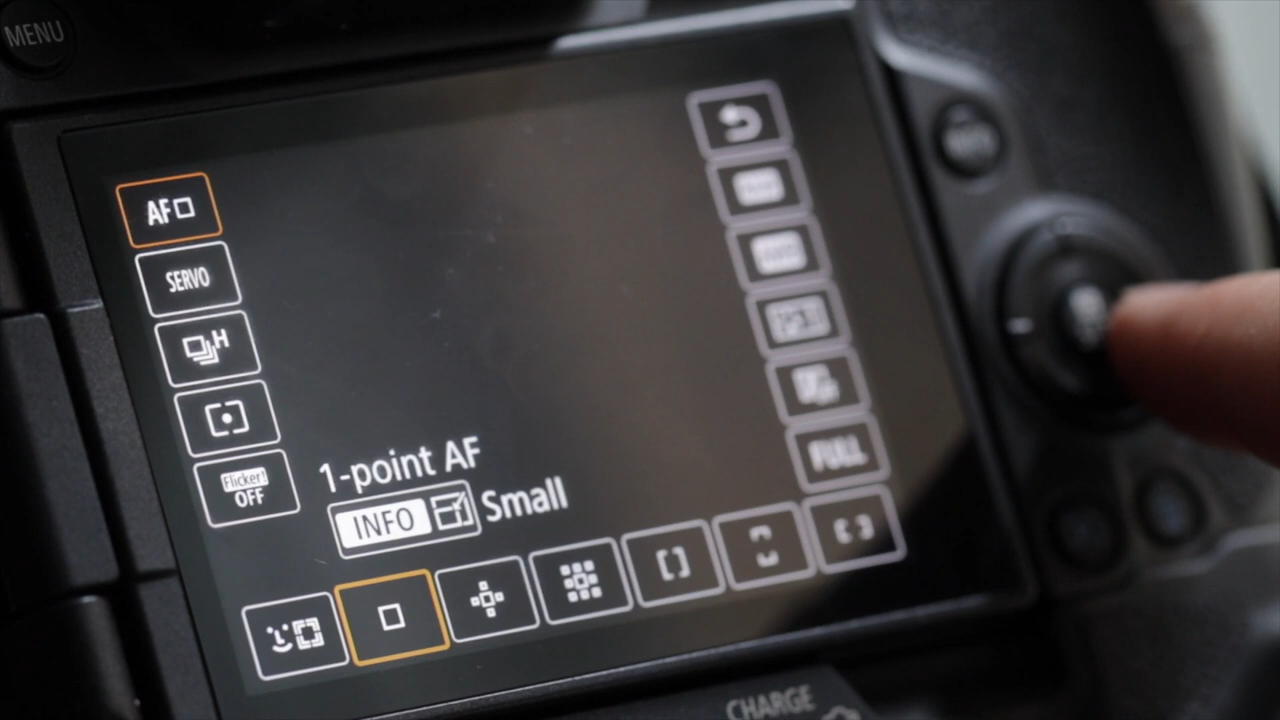 MENU
AF
SERVO
H
Flicker!
OFF
1-point AF
INFO Small
FULL
CHARGE